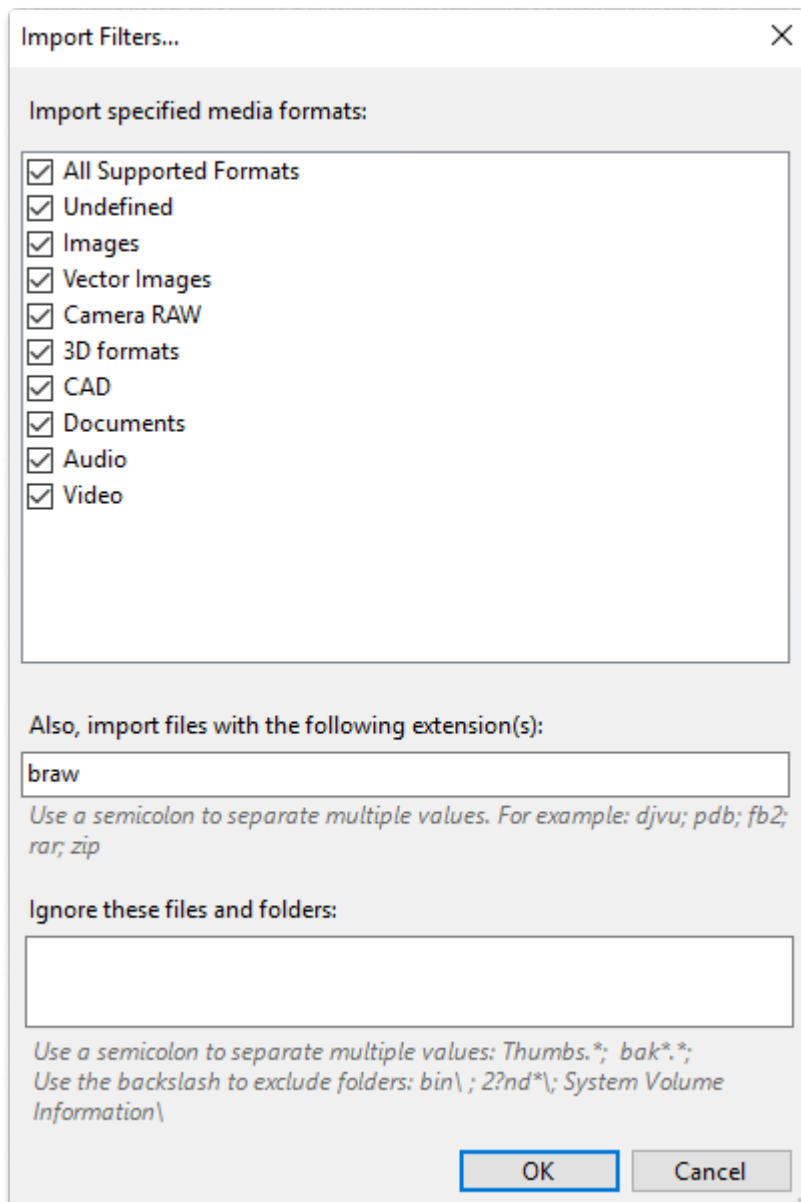 Import Filters...
Import specified media formats:
All Supported Formats
Undefined
Images
Vector Images
Camera RAW
3D formats
CAD
Documents
Audio
Video
Also, import files with the following extension(s):
braw
Use a semicolon to separate multiple values. For example: djvu; pdb; fb2;
rar; zip
Ignore these files and folders:
Use a semicolon to separate multiple values: Thumbs.*;  bak*.*;
Use the backslash to exclude folders: bin\ ; 2?nd*\; System Volume
Information\
OK
Cancel